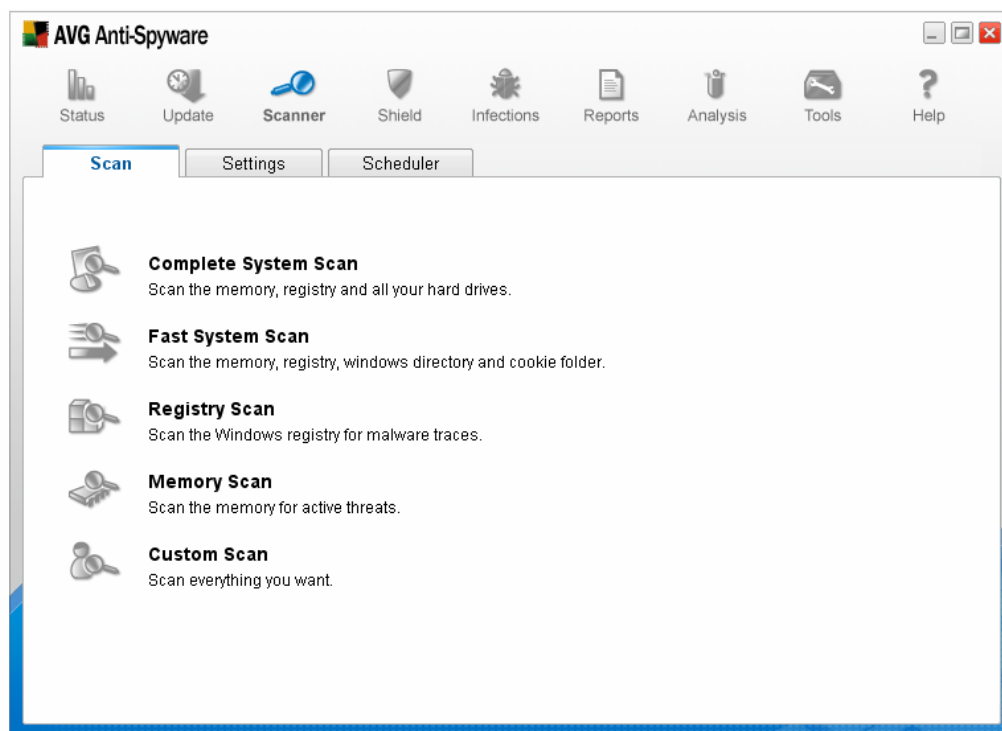 AVG Anti-Spyware
Status Update Scanner Shield Infections Reports Analysis Tools Help
Scan Settings Scheduler
Complete System Scan
Scan the memory, registry and all your hard drives.
Fast System Scan
Scan the memory, registry, windows directory and cookie folder.
Registry Scan
Scan the Windows registry for malware traces.
Memory Scan
Scan the memory for active threats.
Custom Scan
Scan everything you want.